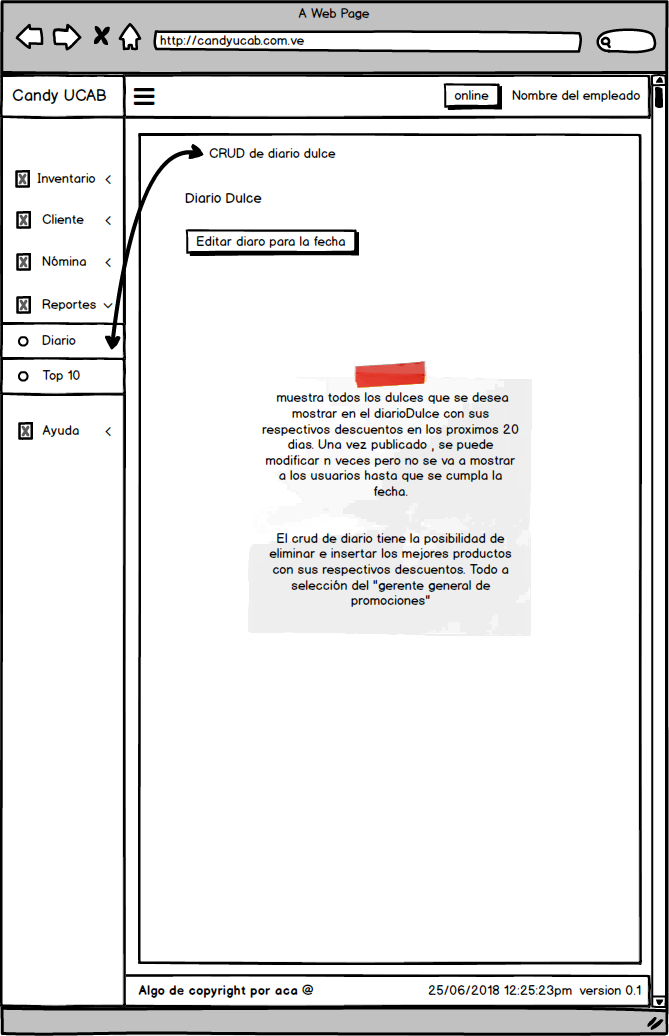 A Web Page
http://candyucab.com.ve
Candy UCAB
online
Nombre del empleado
Inventario
Cliente
Nómina
Reportes
Diario
Top 10
Ayuda
CRUD de diario dulce
Diario Dulce
Editar diaro para la fecha
muestra todos los dulces que se desea
mostrar en el diarioDulce con sus
respectivos descuentos en los proximos 20
dias. Una vez publicado , se puede
modificar n veces pero no se va a mostrar
a los usuarios hasta que se cumpla la
fecha.
El crud de diario tiene la posibilidad de
eliminar e insertar los mejores productos
con sus respectivos descuentos. Todo a
selección del "gerente general de
promociones"
Algo de copyright por aca @
25/06/2018 12:25:23pm version 0.1